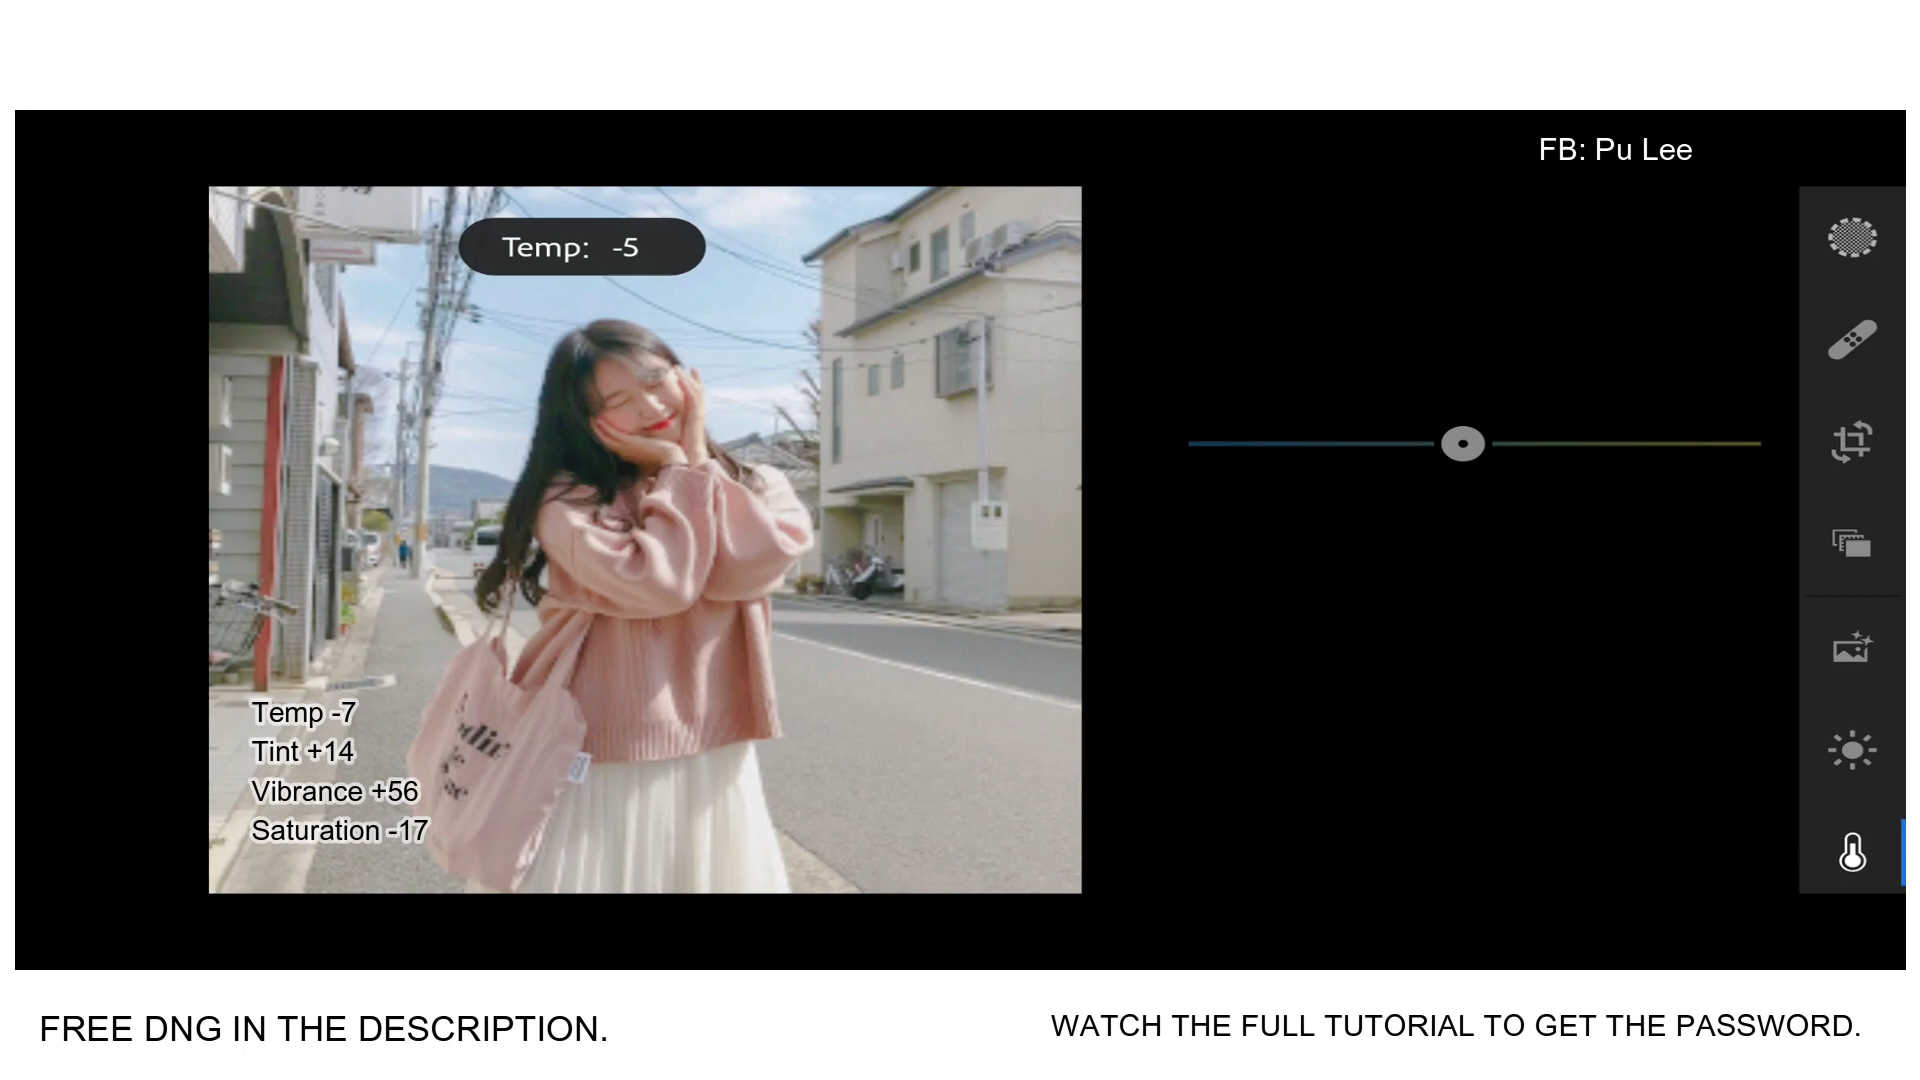 FB: Pu Lee
Temp: -5
Temp -7
Tint +14
Vibrance +56
Saturation -17
FREE DNG IN THE DESCRIPTION.
WATCH THE FULL TUTORIAL TO GET THE PASSWORD.